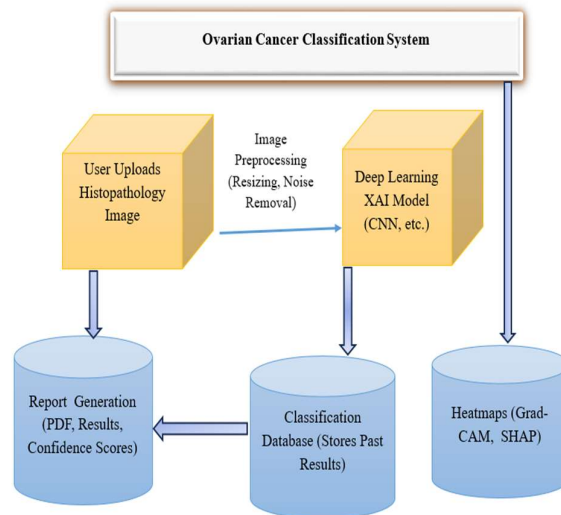 Ovarian Cancer Classification System
User Uploads
Histopathology
Image
Image
Preprocessing
(Resizing, Noise
Removal)
Deep Learning
XAI Model
(CNN, etc.)
Report Generation
(PDF, Results,
Confidence Scores)
Classification
Database (Stores Past
Results)
Heatmaps (Grad-
CAM, SHAP)